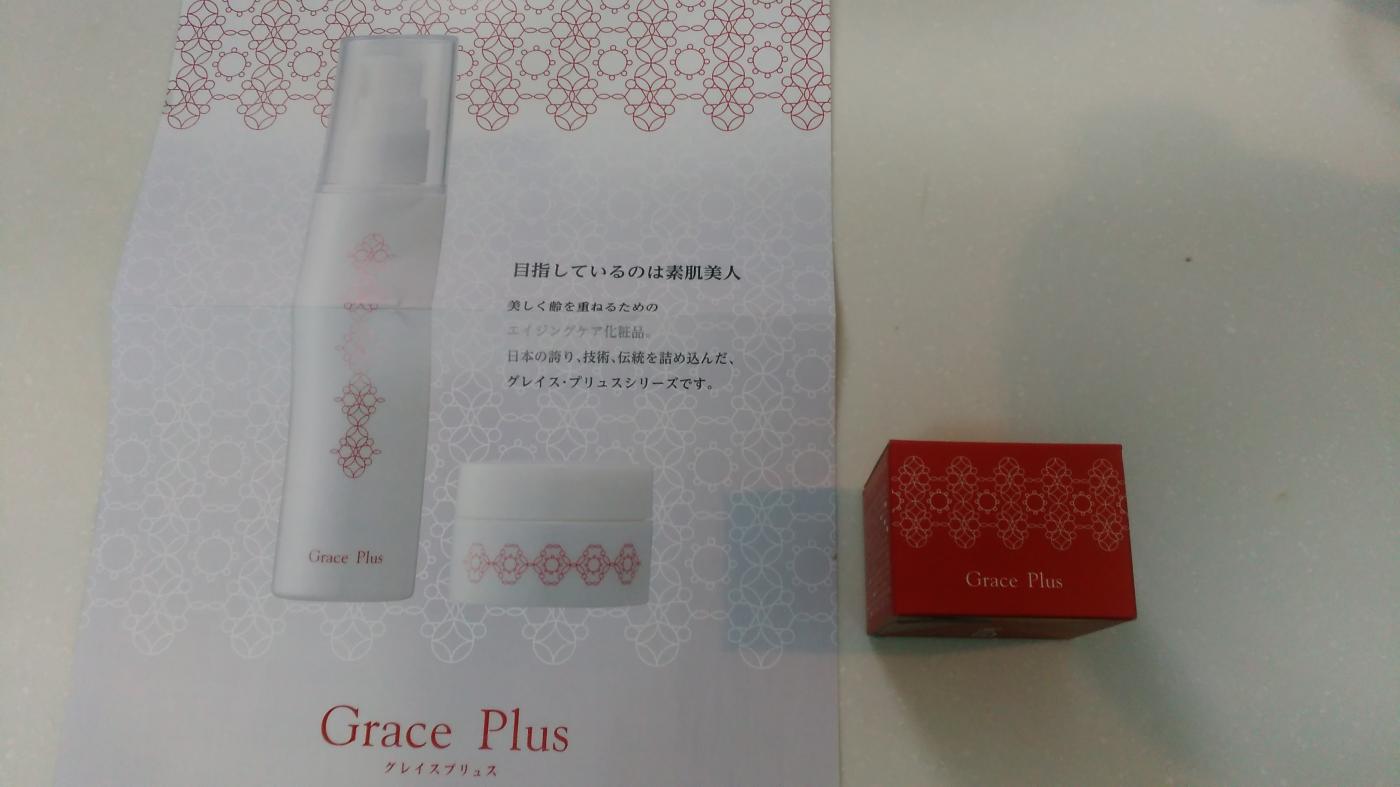 目指しているのは素肌美人
美しく齢を重ねるための
エイジングケア化粧品。
日本の誇り、技術、伝統を詰め込んだ、
グレイス・プリュスシリーズです。
Grace Plus
Grace Plus
グレイスプリュス
Grace Plus